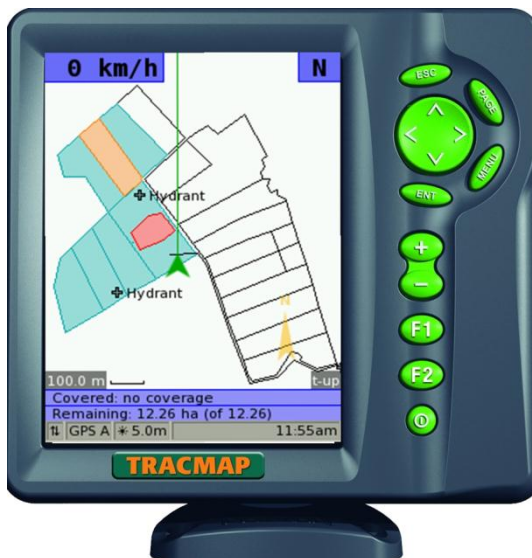 0 km/h
N
Hydrant
Hydrant
N
100.0 m
t-up
Covered: no coverage
Remaining: 12.26 ha (of 12.26)
GPS A
5.0m
11:55am
TRACMAP
ESC
PAGE
MENU
ENT
+
−
F1
F2